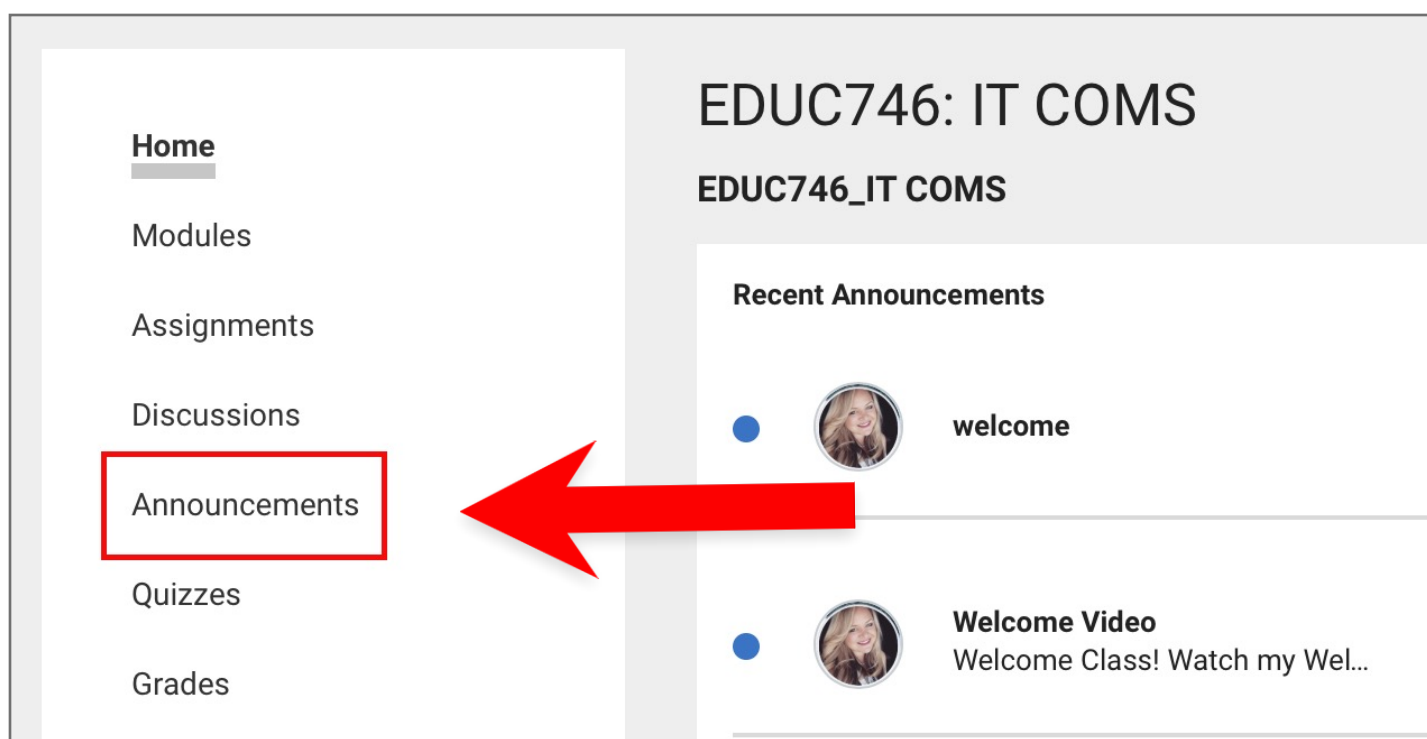 Home
Modules
Assignments
Discussions
Announcements
Quizzes
Grades
EDUC746: IT COMS
EDUC746_IT COMS
Recent Announcements
welcome
Welcome Video
Welcome Class! Watch my Wel...